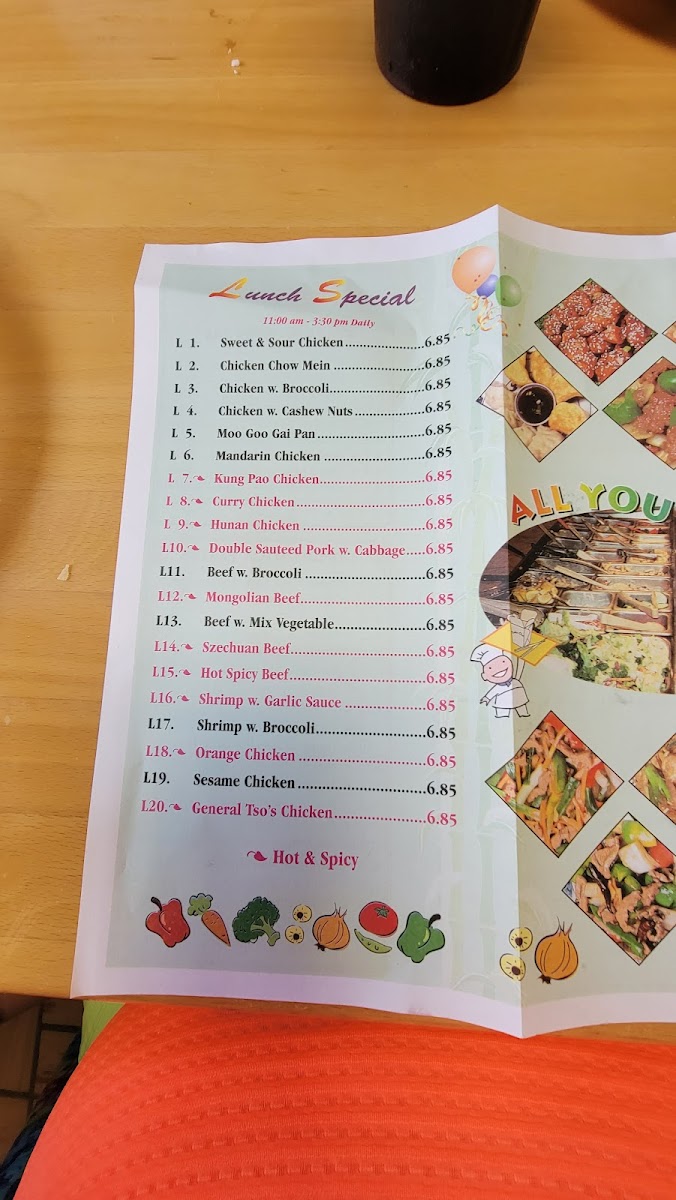 Lunch Special
11:00 am - 3:30 pm Daily
L 1. Sweet & Sour Chicken........................6.85
L 2. Chicken Chow Mein ...........................6.85
L 3. Chicken w. Broccoli............................6.85
L 4. Chicken w. Cashew Nuts....................6.85
L 5. Moo Goo Gai Pan...............................6.85
L 6. Mandarin Chicken ..............................6.85
L 7. Kung Pao Chicken..............................6.85
L 8. Curry Chicken....................................6.85
L 9. Hunan Chicken ..................................6.85
L10. Double Sauteed Pork w. Cabbage.....6.85
L11. Beef w. Broccoli .................................6.85
L12. Mongolian Beef..................................6.85
L13. Beef w. Mix Vegetable........................6.85
L14. Szechuan Beef....................................6.85
L15. Hot Spicy Beef....................................6.85
L16. Shrimp w. Garlic Sauce ......................6.85
L17. Shrimp w. Broccoli.............................6.85
L18. Orange Chicken .................................6.85
L19. Sesame Chicken .................................6.85
L20. General Tso's Chicken........................6.85
Hot & Spicy
ALL YOU